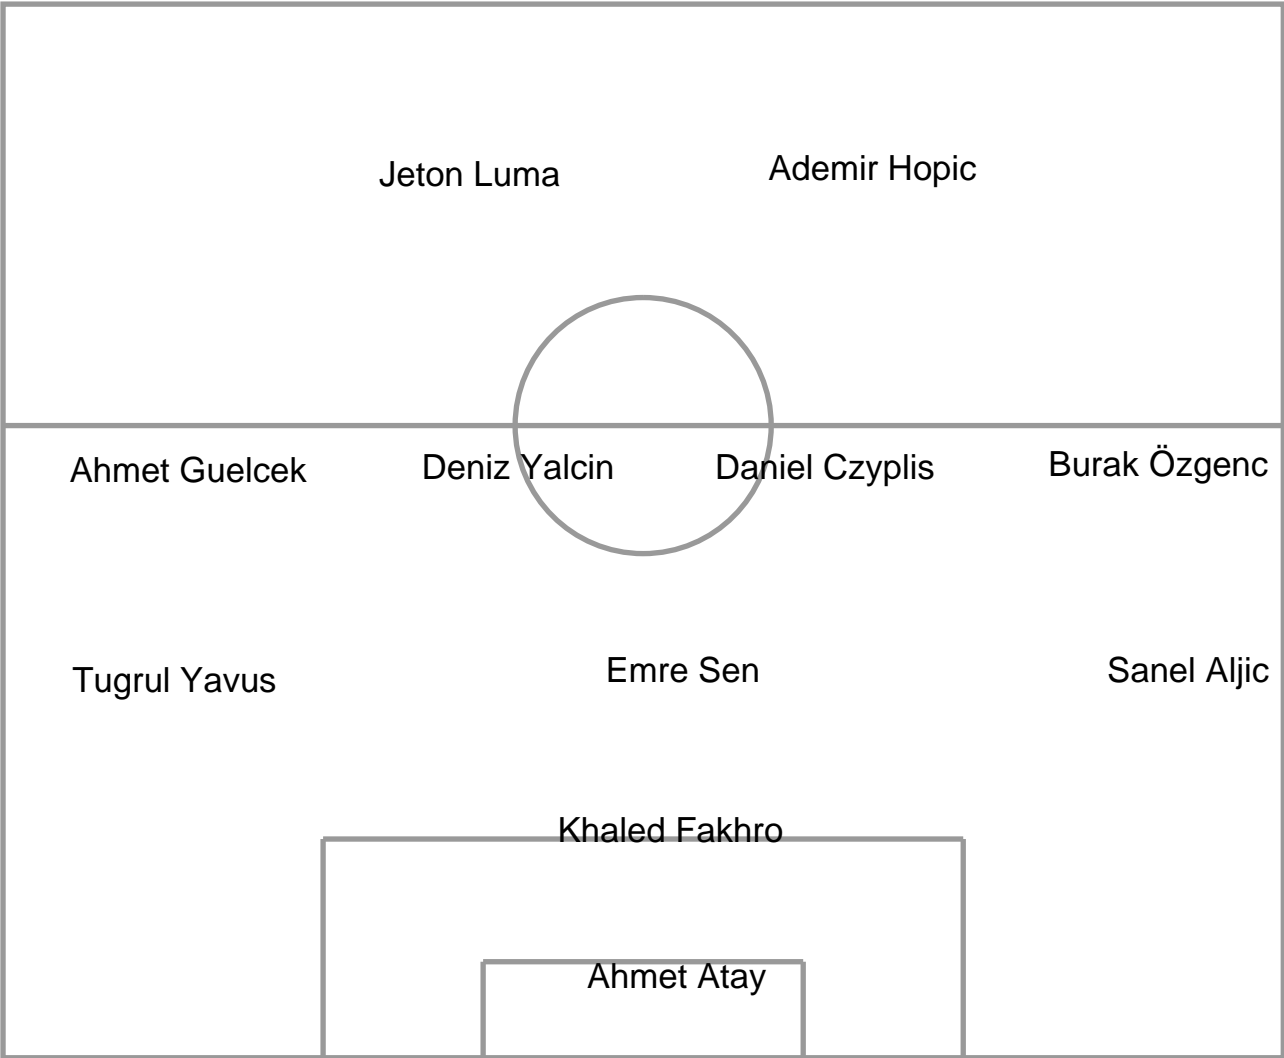 Jeton Luma
Ademir Hopic
Ahmet Guelcek
Deniz Yalcin
Daniel Czyplis
Burak Özgenc
Tugrul Yavus
Emre Sen
Sanel Aljic
Khaled Fakhro
Ahmet Atay